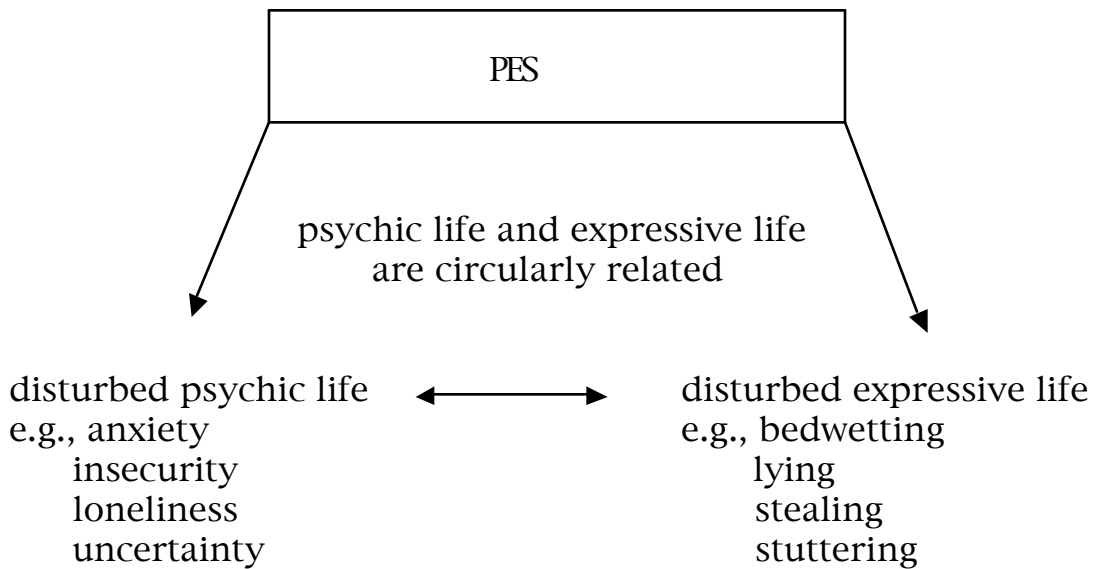 PES
psychic life and expressive life
are circularly related
disturbed psychic life
e.g., anxiety
insecurity
loneliness
uncertainty
disturbed expressive life
e.g., bedwetting
lying
stealing
stuttering